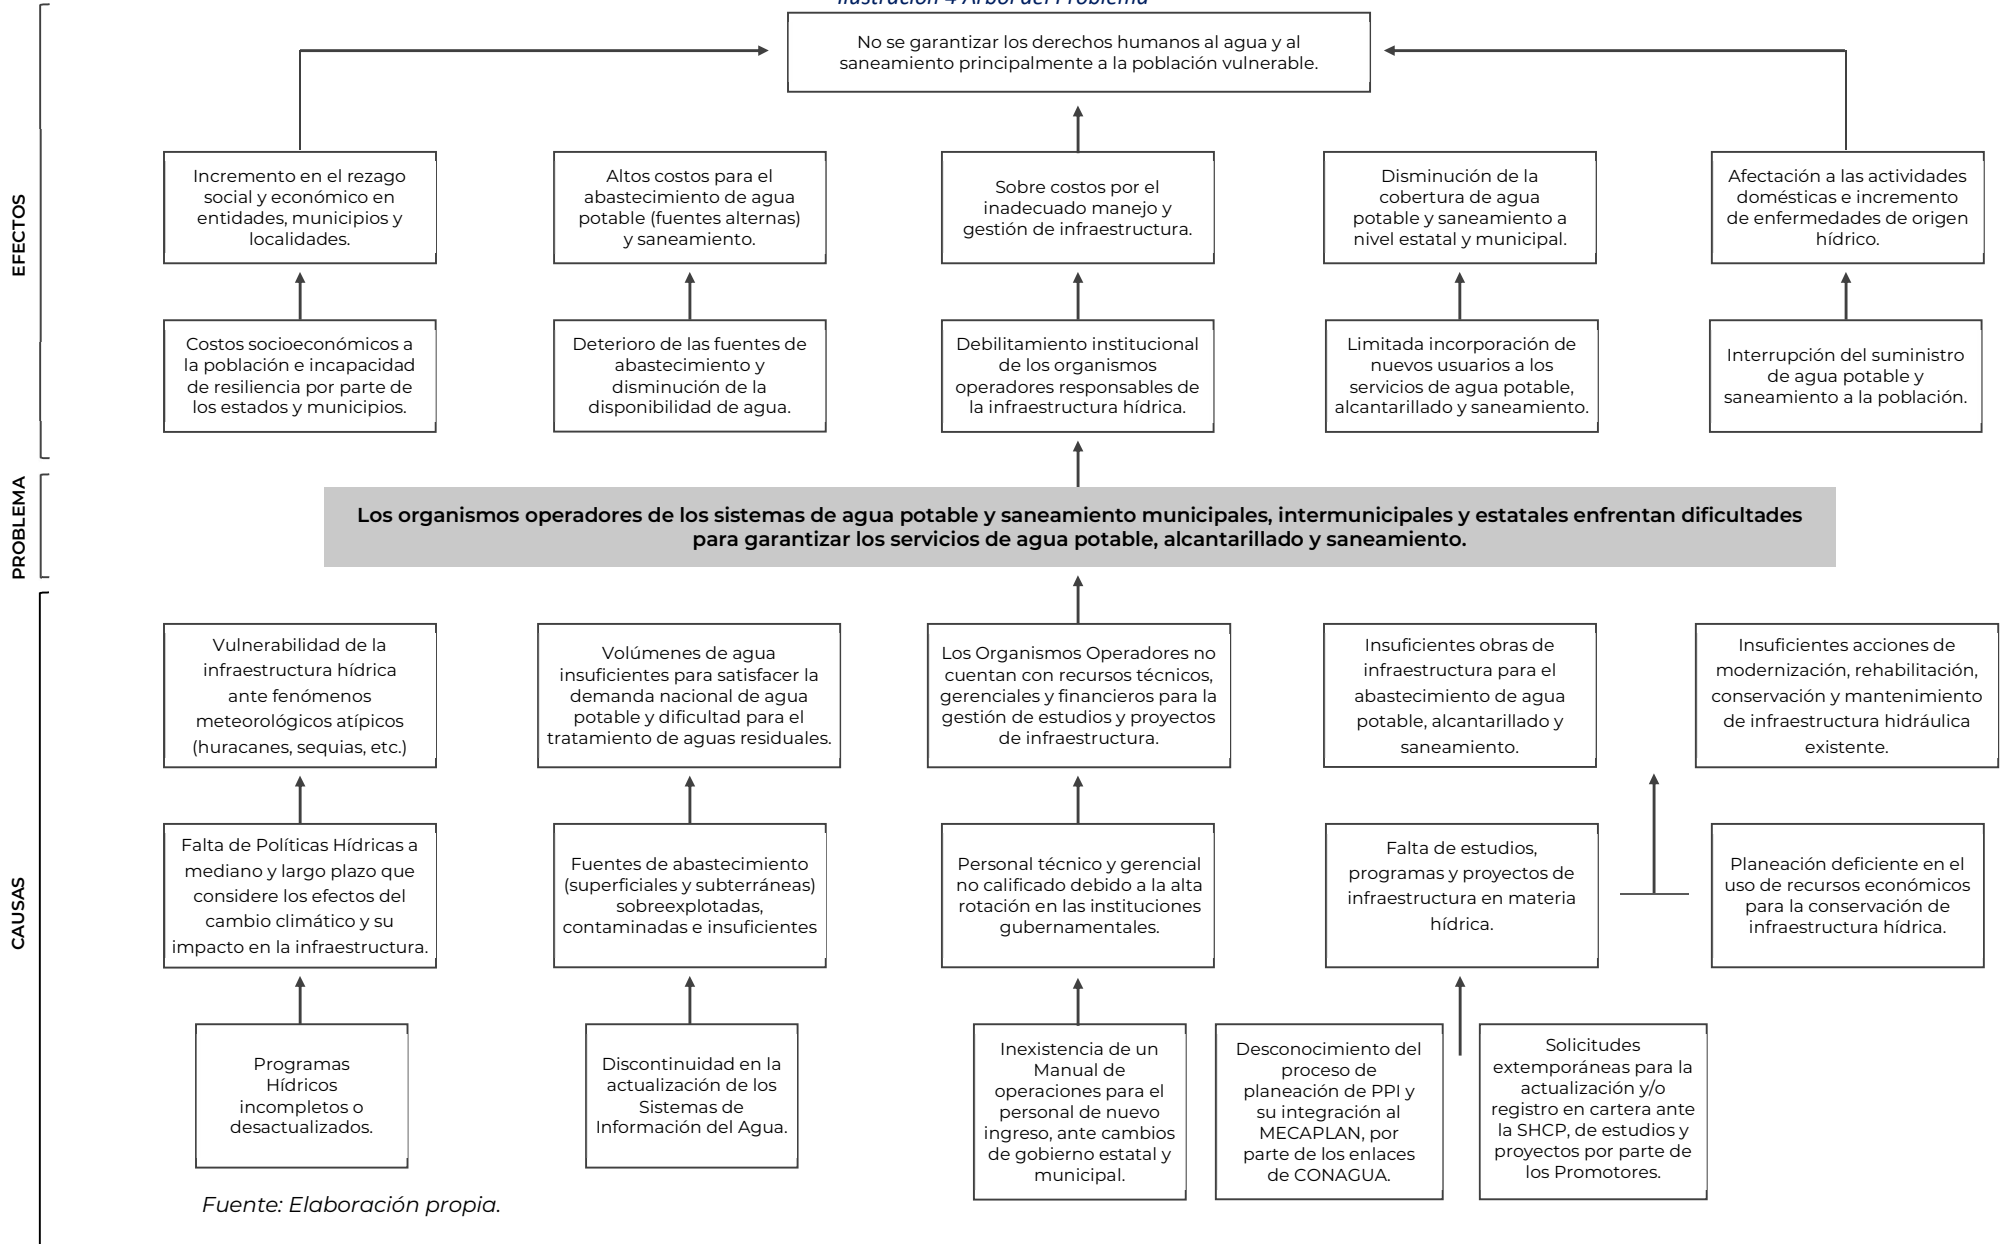 Ilustración 4 Árbol del Problema
No se garantizar los derechos humanos al agua y al
saneamiento principalmente a la población vulnerable.
EFECTOS
Incremento en el rezago
social y económico en
entidades, municipios y
localidades.
Altos costos para el
abastecimiento de agua
potable (fuentes alternas)
y saneamiento.
Sobre costos por el
inadecuado manejo y
gestión de infraestructura.
Disminución de la
cobertura de agua
potable y saneamiento a
nivel estatal y municipal.
Afectación a las actividades
domésticas e incremento
de enfermedades de origen
hídrico.
Costos socioeconómicos a
la población e incapacidad
de resiliencia por parte de
los estados y municipios.
Deterioro de las fuentes de
abastecimiento y
disminución de la
disponibilidad de agua.
Debilitamiento institucional
de los organismos
operadores responsables de
la infraestructura hídrica.
Limitada incorporación de
nuevos usuarios a los
servicios de agua potable,
alcantarillado y saneamiento.
Interrupción del suministro
de agua potable y
saneamiento a la población.
PROBLEMA
Los organismos operadores de los sistemas de agua potable y saneamiento municipales, intermunicipales y estatales enfrentan dificultades
para garantizar los servicios de agua potable, alcantarillado y saneamiento.
CAUSAS
Vulnerabilidad de la
infraestructura hídrica
ante fenómenos
meteorológicos atípicos
(huracanes, sequias, etc.)
Volúmenes de agua
insuficientes para satisfacer la
demanda nacional de agua
potable y dificultad para el
tratamiento de aguas residuales.
Los Organismos Operadores no
cuentan con recursos técnicos,
gerenciales y financieros para la
gestión de estudios y proyectos
de infraestructura.
Insuficientes obras de
infraestructura para el
abastecimiento de agua
potable, alcantarillado y
saneamiento.
Insuficientes acciones de
modernización, rehabilitación,
conservación y mantenimiento
de infraestructura hidráulica
existente.
Falta de Políticas Hídricas a
mediano y largo plazo que
considere los efectos del
cambio climático y su
impacto en la infraestructura.
Fuentes de abastecimiento
(superficiales y subterráneas)
sobreexplotadas,
contaminadas e insuficientes
Personal técnico y gerencial
no calificado debido a la alta
rotación en las instituciones
gubernamentales.
Falta de estudios,
programas y proyectos de
infraestructura en materia
hídrica.
Planeación deficiente en el
uso de recursos económicos
para la conservación de
infraestructura hídrica.
Programas
Hídricos
incompletos o
desactualizados.
Discontinuidad en la
actualización de los
Sistemas de
Información del Agua.
Inexistencia de un
Manual de
operaciones para el
personal de nuevo
ingreso, ante cambios
de gobierno estatal y
municipal.
Desconocimiento del
proceso de
planeación de PPI y
su integración al
MECAPLAN, por
parte de los enlaces
de CONAGUA.
Solicitudes
extemporáneas para la
actualización y/o
registro en cartera ante
la SHCP, de estudios y
proyectos por parte de
los Promotores.
Fuente: Elaboración propia.